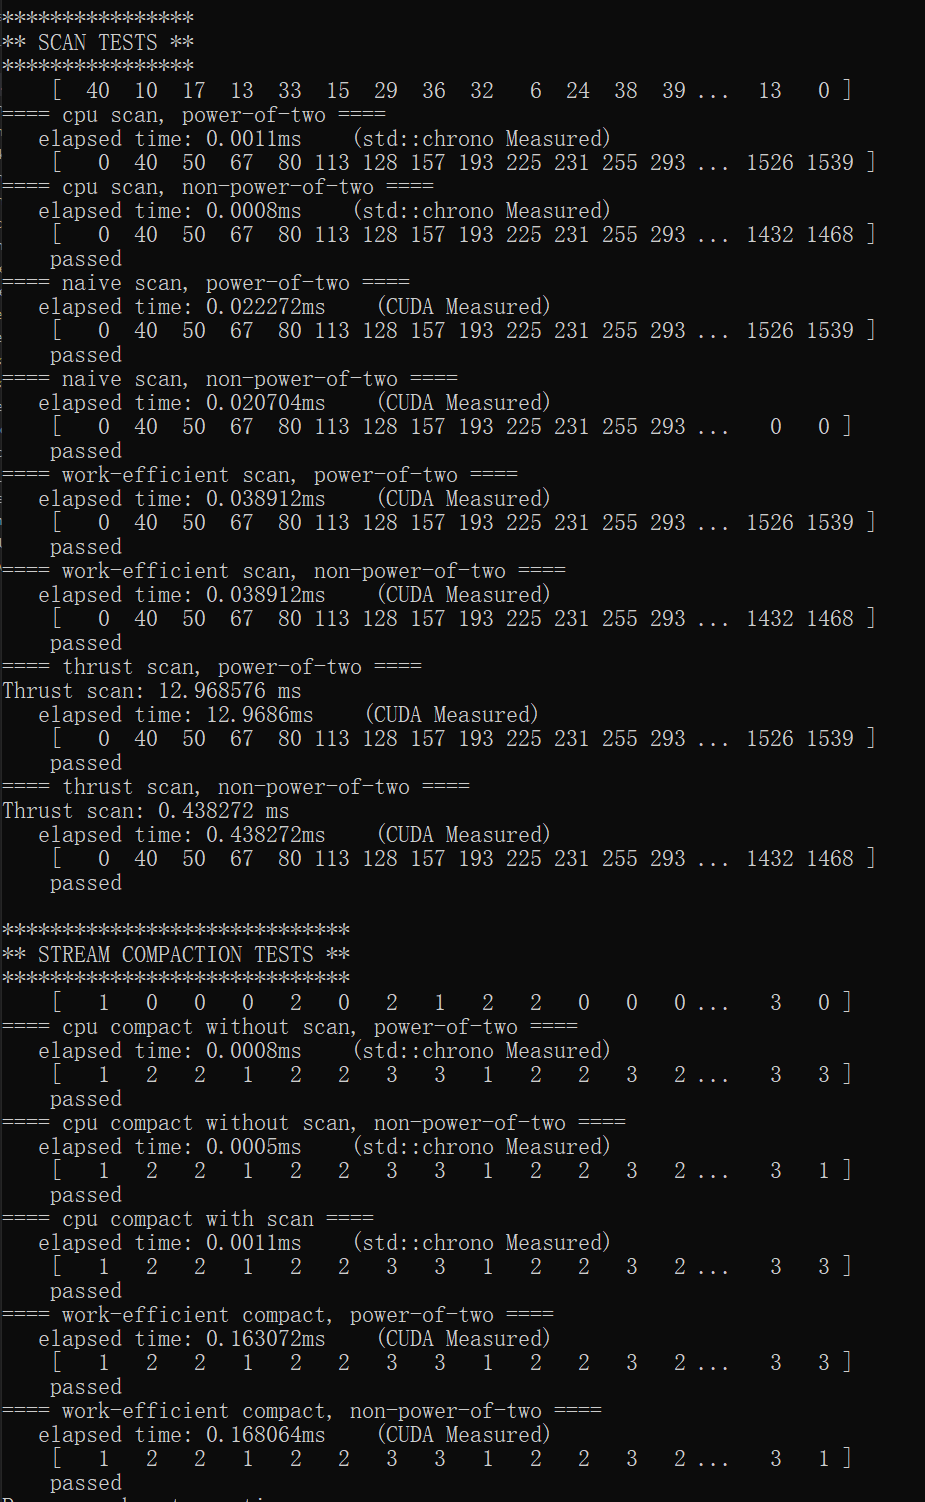 ****************
** SCAN TESTS **
****************
    [  40  10  17  13  33  15  29  36  32   6  24  38  39 ...  13   0 ]
==== cpu scan, power-of-two ====
   elapsed time: 0.0011ms    (std::chrono Measured)
    [   0  40  50  67  80 113 128 157 193 225 231 255 293 ... 1526 1539 ]
==== cpu scan, non-power-of-two ====
   elapsed time: 0.0008ms    (std::chrono Measured)
    [   0  40  50  67  80 113 128 157 193 225 231 255 293 ... 1432 1468 ]
    passed
==== naive scan, power-of-two ====
   elapsed time: 0.022272ms    (CUDA Measured)
    [   0  40  50  67  80 113 128 157 193 225 231 255 293 ... 1526 1539 ]
    passed
==== naive scan, non-power-of-two ====
   elapsed time: 0.020704ms    (CUDA Measured)
    [   0  40  50  67  80 113 128 157 193 225 231 255 293 ...   0   0 ]
    passed
==== work-efficient scan, power-of-two ====
   elapsed time: 0.038912ms    (CUDA Measured)
    [   0  40  50  67  80 113 128 157 193 225 231 255 293 ... 1526 1539 ]
    passed
==== work-efficient scan, non-power-of-two ====
   elapsed time: 0.038912ms    (CUDA Measured)
    [   0  40  50  67  80 113 128 157 193 225 231 255 293 ... 1432 1468 ]
    passed
==== thrust scan, power-of-two ====
Thrust scan: 12.968576 ms
   elapsed time: 12.9686ms    (CUDA Measured)
    [   0  40  50  67  80 113 128 157 193 225 231 255 293 ... 1526 1539 ]
    passed
==== thrust scan, non-power-of-two ====
Thrust scan: 0.438272 ms
   elapsed time: 0.438272ms    (CUDA Measured)
    [   0  40  50  67  80 113 128 157 193 225 231 255 293 ... 1432 1468 ]
    passed

*****************************
** STREAM COMPACTION TESTS **
*****************************
    [   1   0   0   0   2   0   2   1   2   2   0   0   0 ...   3   0 ]
==== cpu compact without scan, power-of-two ====
   elapsed time: 0.0008ms    (std::chrono Measured)
    [   1   2   2   1   2   2   3   3   1   2   2   3   2 ...   3   3 ]
    passed
==== cpu compact without scan, non-power-of-two ====
   elapsed time: 0.0005ms    (std::chrono Measured)
    [   1   2   2   1   2   2   3   3   1   2   2   3   2 ...   3   1 ]
    passed
==== cpu compact with scan ====
   elapsed time: 0.0011ms    (std::chrono Measured)
    [   1   2   2   1   2   2   3   3   1   2   2   3   2 ...   3   3 ]
    passed
==== work-efficient compact, power-of-two ====
   elapsed time: 0.163072ms    (CUDA Measured)
    [   1   2   2   1   2   2   3   3   1   2   2   3   2 ...   3   3 ]
    passed
==== work-efficient compact, non-power-of-two ====
   elapsed time: 0.168064ms    (CUDA Measured)
    [   1   2   2   1   2   2   3   3   1   2   2   3   2 ...   3   1 ]
    passed